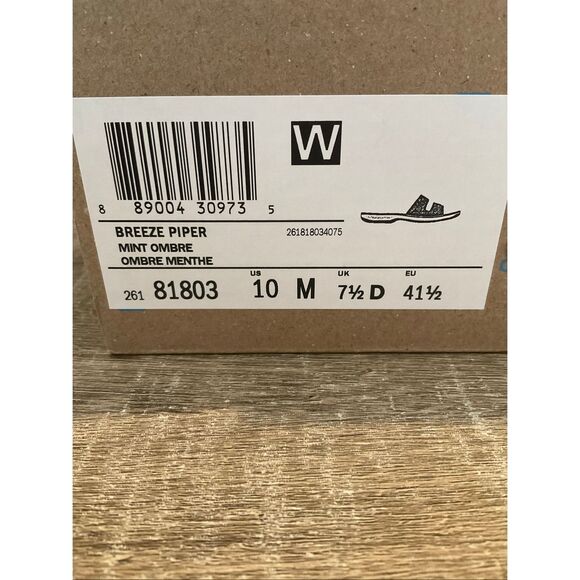 W
8 89004 30973 5
BREEZE PIPER 261818034075
MINT OMBRE
OMBRE MENTHE
US UK EU
261 81803 10 M 7½ D 41½